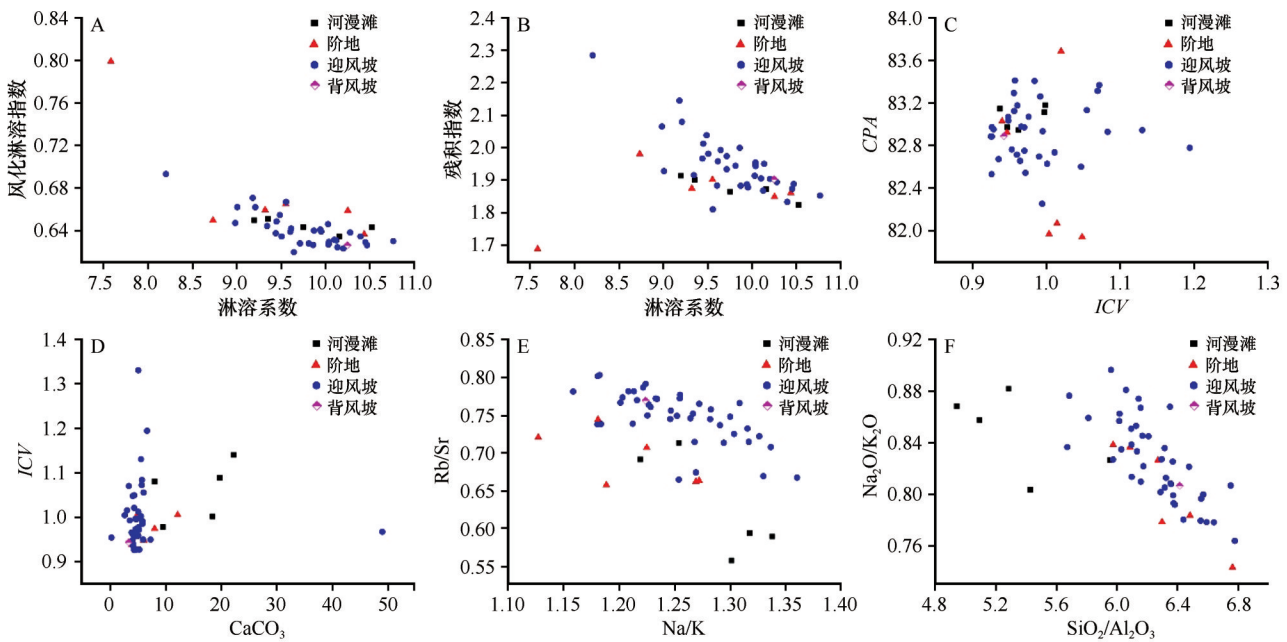 A
河漫滩
阶地
迎风坡
背风坡
风化淋溶指数
0.80
0.76
0.72
0.68
0.64
7.5 8.0 8.5 9.0 9.5 10.0 10.5 11.0
淋溶系数
B
河漫滩
阶地
迎风坡
背风坡
残积指数
2.4
2.3
2.2
2.1
2.0
1.9
1.8
1.7
7.5 8.0 8.5 9.0 9.5 10.0 10.5 11.0
淋溶系数
C
河漫滩
阶地
迎风坡
背风坡
CPA
84.0
83.6
83.2
82.8
82.4
82.0
0.9 1.0 1.1 1.2 1.3
ICV
D
河漫滩
阶地
迎风坡
背风坡
ICV
1.4
1.3
1.2
1.1
1.0
0.9
0 10 20 30 40 50
CaCO₃
E
河漫滩
阶地
迎风坡
背风坡
Rb/Sr
0.85
0.80
0.75
0.70
0.65
0.60
0.55
1.10 1.20 1.25 1.30 1.35 1.40
Na/K
F
河漫滩
阶地
迎风坡
背风坡
Na₂O/K₂O
0.92
0.88
0.84
0.80
0.76
4.8 5.2 5.6 6.0 6.4 6.8
SiO₂/Al₂O₃